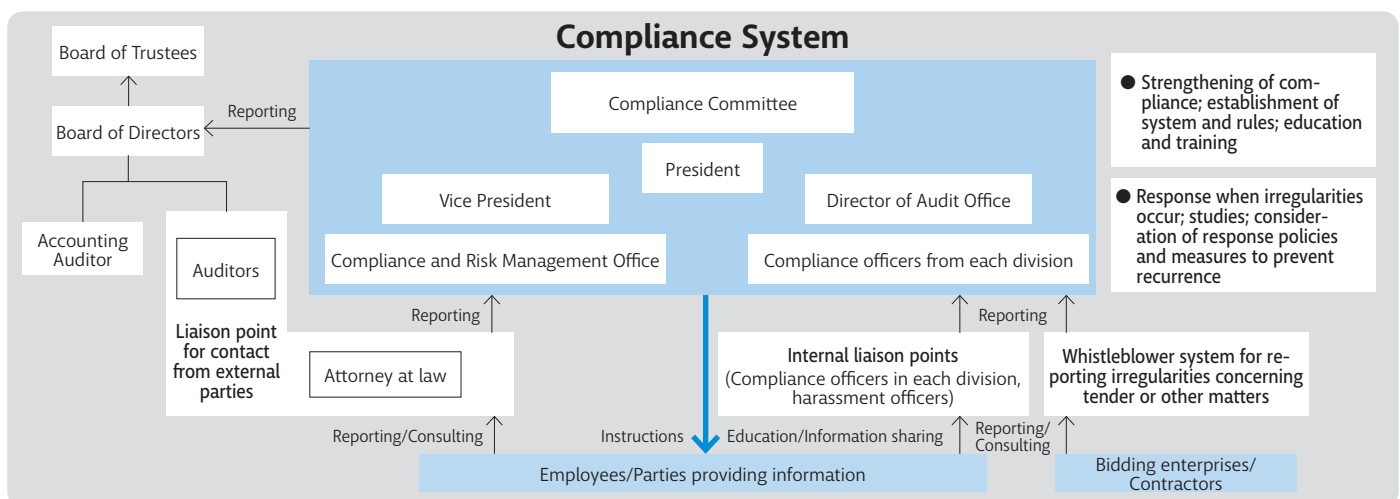 Compliance System
Board of Trustees
Board of Directors
Reporting
Accounting
Auditor
Auditors
Liaison point
for contact
from external
parties
Attorney at law
Compliance Committee
President
Vice President
Director of Audit Office
Compliance and Risk Management Office
Compliance officers from each division
● Strengthening of com-
pliance; establishment of
system and rules; education
and training
● Response when irregularities
occur; studies; consider-
ation of response policies
and measures to prevent
recurrence
Reporting
Reporting
Internal liaison points
(Compliance officers in each division,
harassment officers)
Whistleblower system for re-
porting irregularities concerning
tender or other matters
Reporting/Consulting
Instructions
Education/Information sharing
Reporting/
Consulting
Employees/Parties providing information
Bidding enterprises/
Contractors